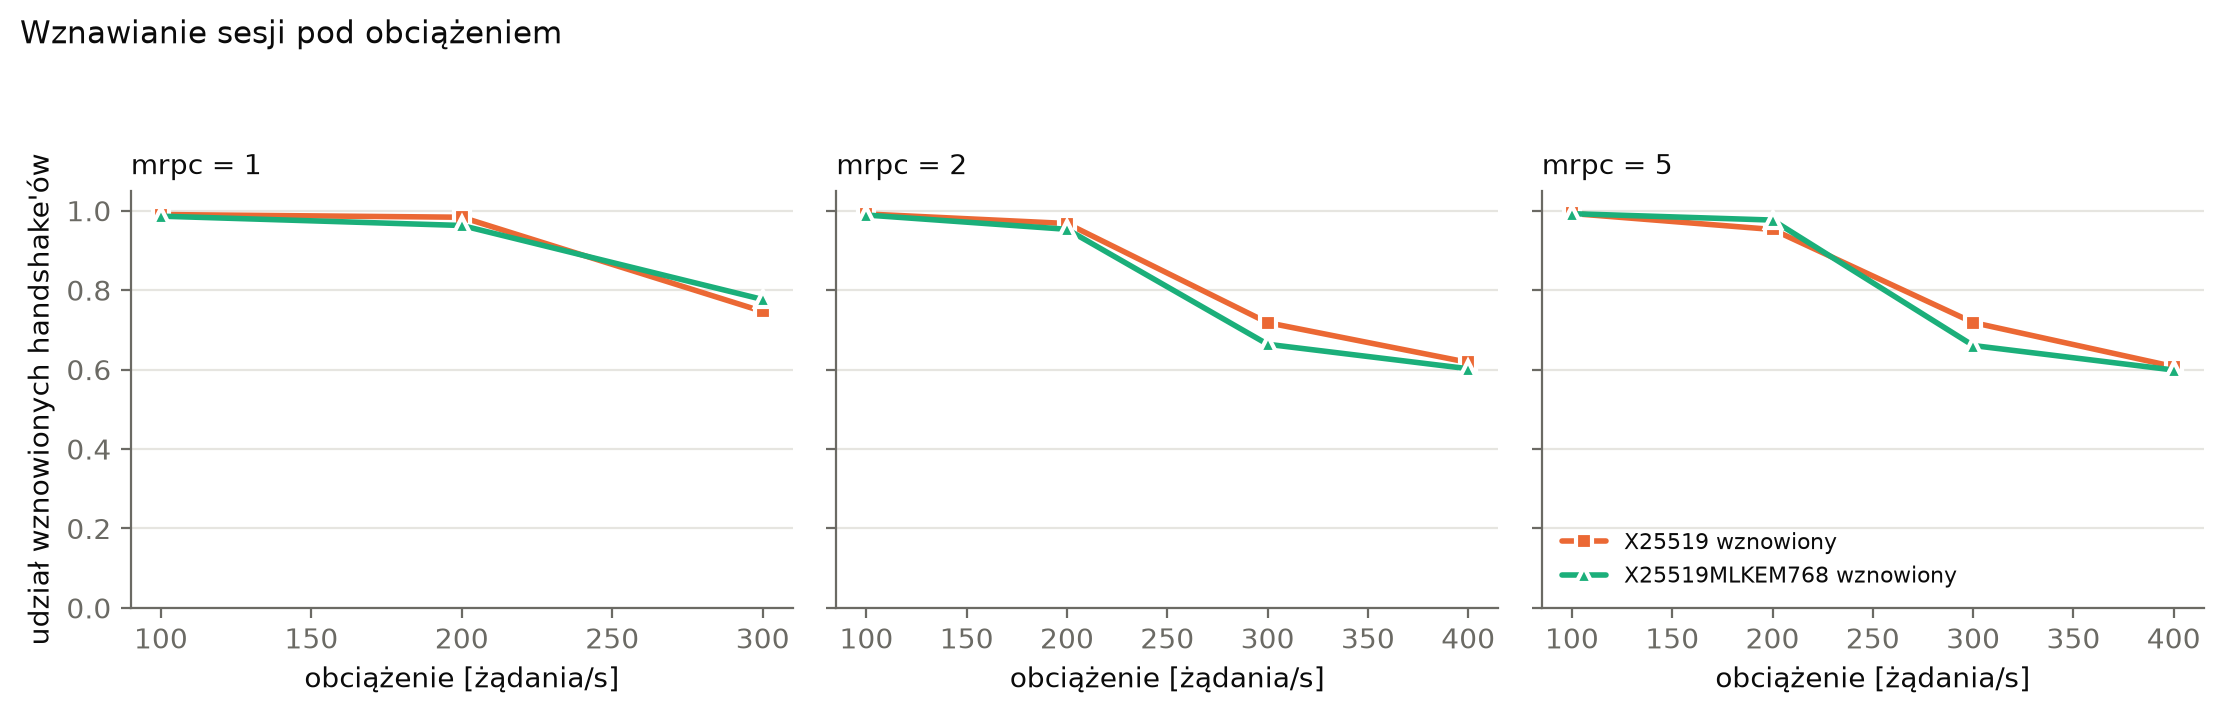 Wznawianie sesji pod obciążeniem
udział wznowionych handshake'ów
mrpc = 1
1.0
0.8
0.6
0.4
0.2
0.0
100 150 200 250 300
obciążenie [żądania/s]
mrpc = 2
100 150 200 250 300 350 400
obciążenie [żądania/s]
mrpc = 5
X25519 wznowiony
X25519MLKEM768 wznowiony
100 150 200 250 300 350 400
obciążenie [żądania/s]